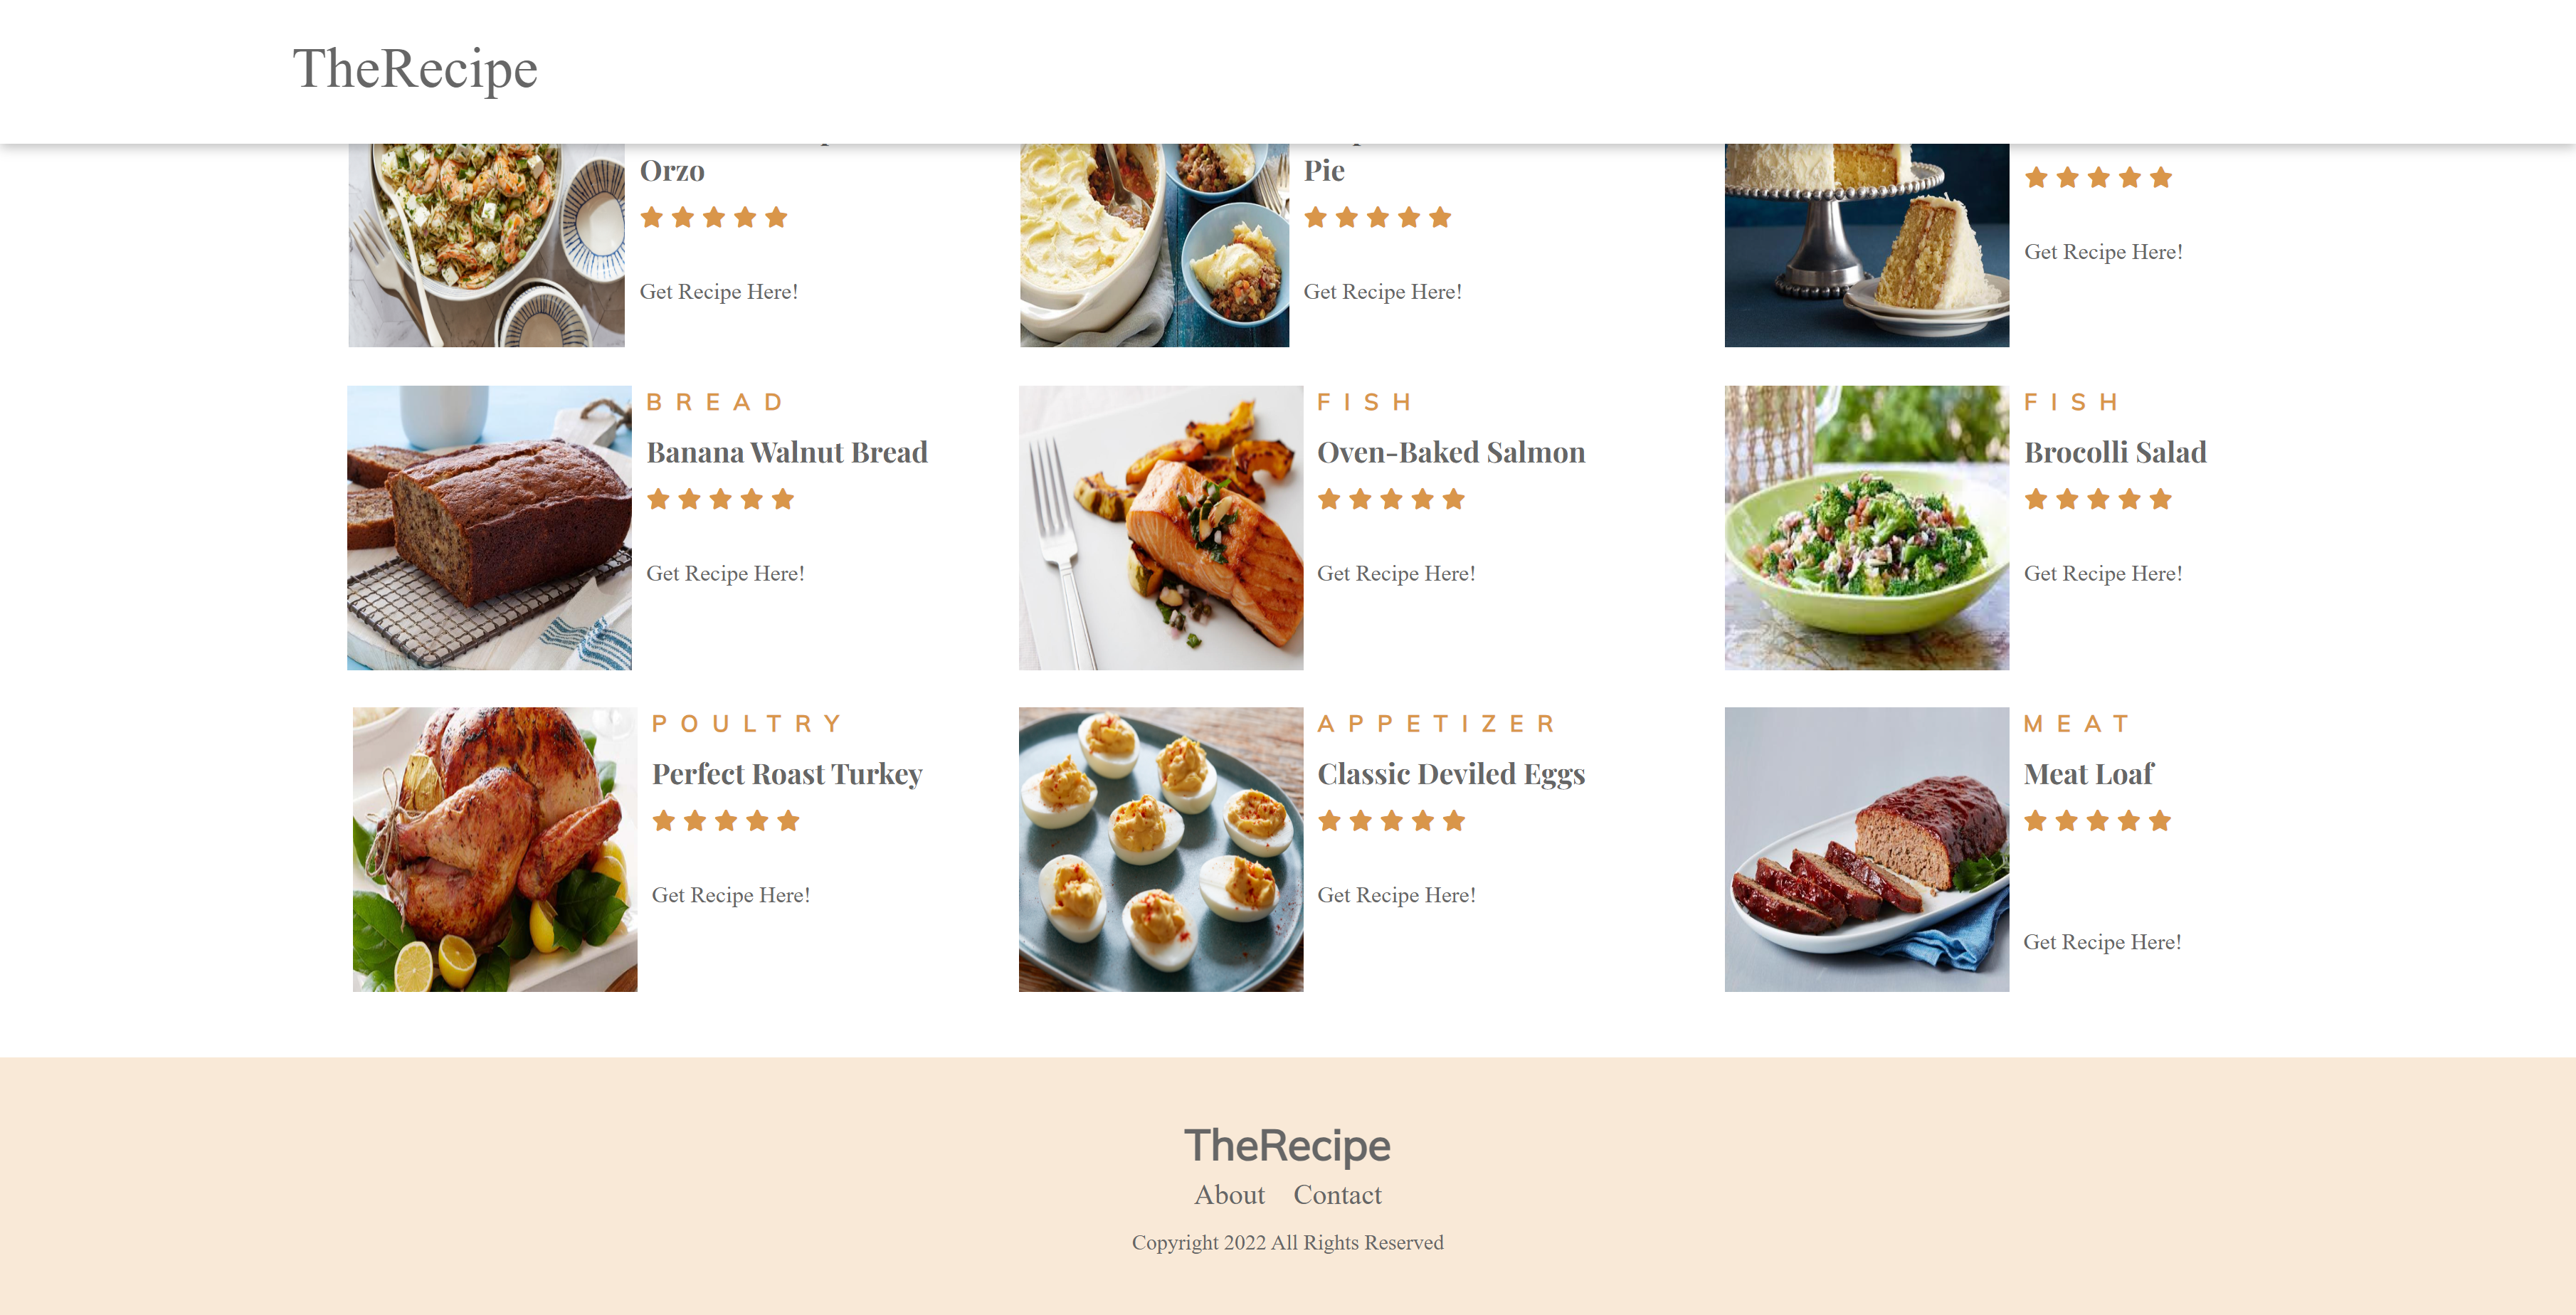 TheRecipe
Orzo
Get Recipe Here!
Pie
Get Recipe Here!
Get Recipe Here!
BREAD
Banana Walnut Bread
Get Recipe Here!
FISH
Oven-Baked Salmon
Get Recipe Here!
FISH
Brocolli Salad
Get Recipe Here!
POULTRY
Perfect Roast Turkey
Get Recipe Here!
APPETIZER
Classic Deviled Eggs
Get Recipe Here!
MEAT
Meat Loaf
Get Recipe Here!
TheRecipe
About Contact
Copyright 2022 All Rights Reserved